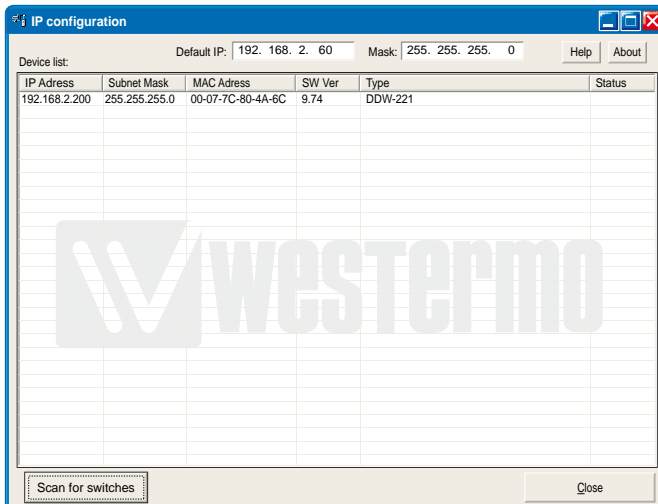 IP configuration
Device list:
Default IP: 192. 168. 2. 60 Mask: 255. 255. 255. 0 Help About
IP Adress Subnet Mask MAC Adress SW Ver Type Status
192.168.2.200 255.255.255.0 00-07-7C-80-4A-6C 9.74 DDW-221
westermo
Scan for switches Close